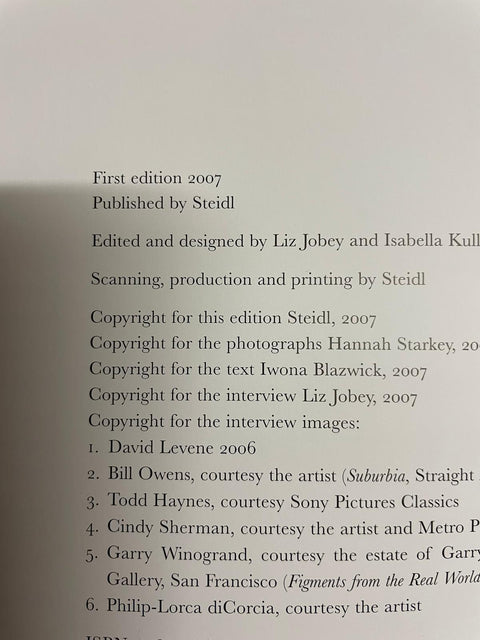 First edition 2007
Published by Steidl
Edited and designed by Liz Jobey and Isabella Kull
Scanning, production and printing by Steidl
Copyright for this edition Steidl, 2007
Copyright for the photographs Hannah Starkey, 20
Copyright for the text Iwona Blazwick, 2007
Copyright for the interview Liz Jobey, 2007
Copyright for the interview images:
1. David Levene 2006
2. Bill Owens, courtesy the artist (Suburbia, Straight
3. Todd Haynes, courtesy Sony Pictures Classics
4. Cindy Sherman, courtesy the artist and Metro P
5. Garry Winogrand, courtesy the estate of Garry
Gallery, San Francisco (Figments from the Real World
6. Philip-Lorca diCorcia, courtesy the artist